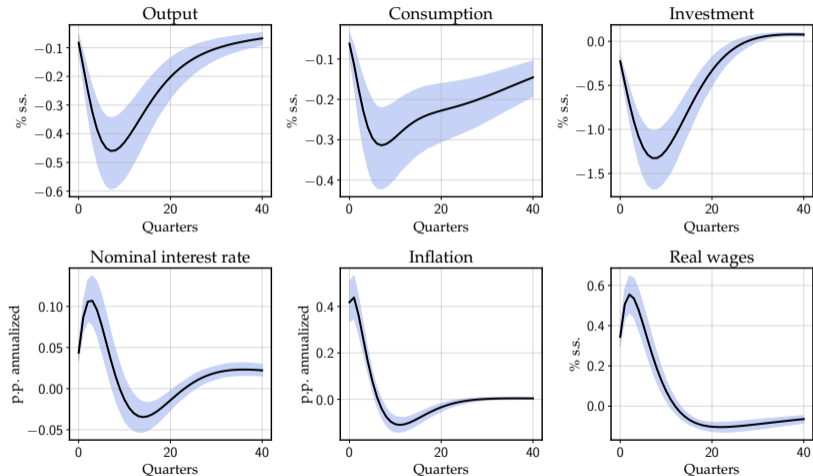 Output
Consumption
Investment
−0.1
−0.2
−0.3
−0.4
−0.5
−0.6
% s.s.
0 20 40
Quarters
−0.1
−0.2
−0.3
−0.4
% s.s.
0 20 40
Quarters
0.0
−0.5
−1.0
−1.5
% s.s.
0 20 40
Quarters
Nominal interest rate
Inflation
Real wages
0.10
0.05
0.00
−0.05
p.p. annualized
0 20 40
Quarters
0.4
0.2
0.0
p.p. annualized
0 20 40
Quarters
0.6
0.4
0.2
0.0
% s.s.
0 20 40
Quarters